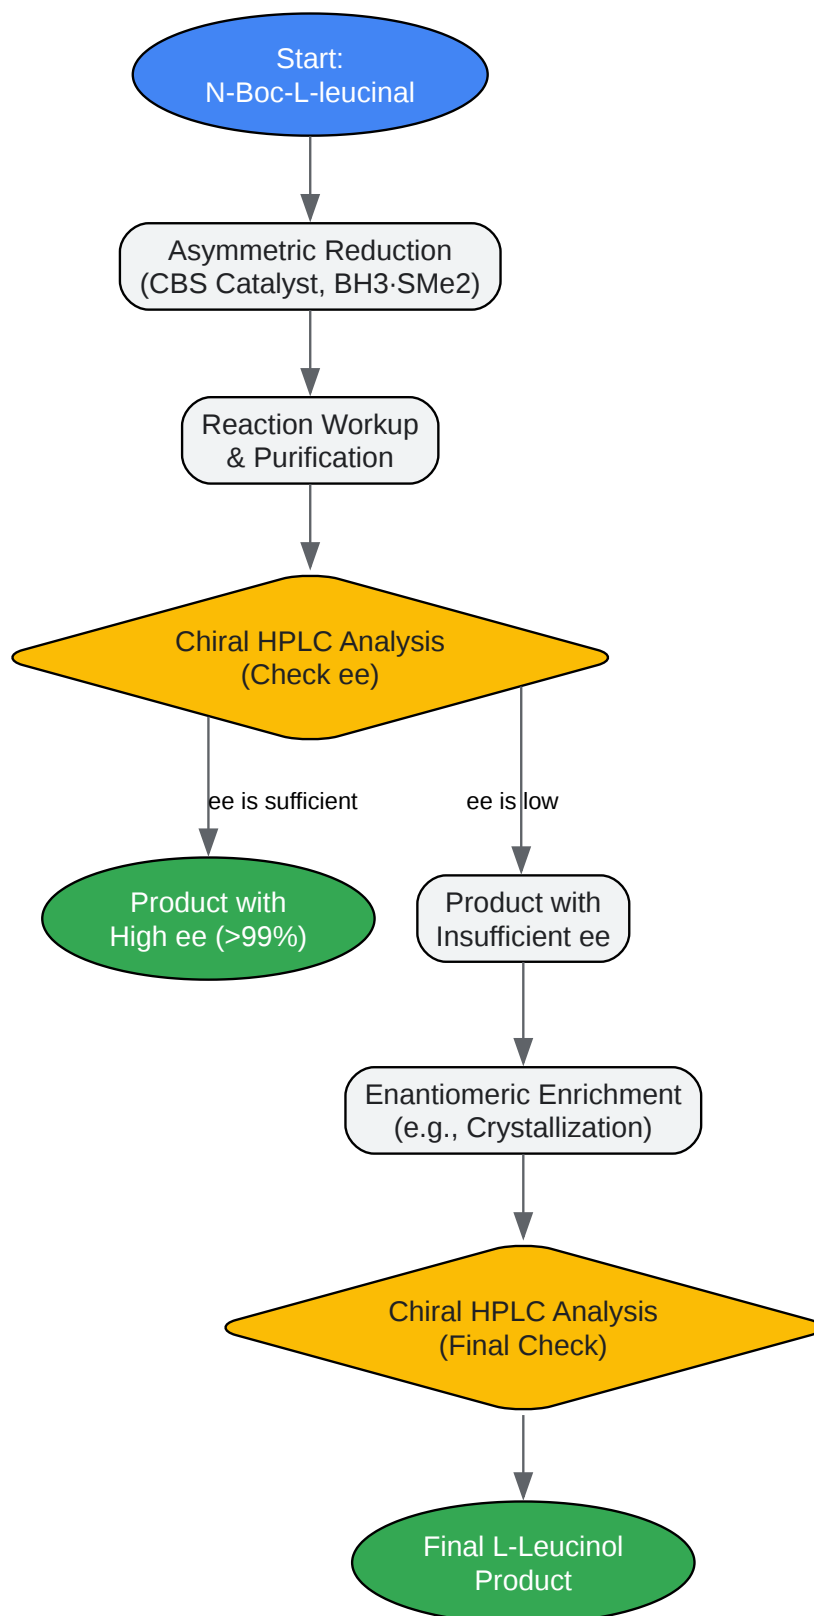 Start:
N-Boc-L-leucinal
Asymmetric Reduction
(CBS Catalyst, BH3·SMe2)
Reaction Workup
& Purification
Chiral HPLC Analysis
(Check ee)
ee is sufficient
ee is low
Product with
High ee (>99%)
Product with
Insufficient ee
Enantiomeric Enrichment
(e.g., Crystallization)
Chiral HPLC Analysis
(Final Check)
Final L-Leucinol
Product